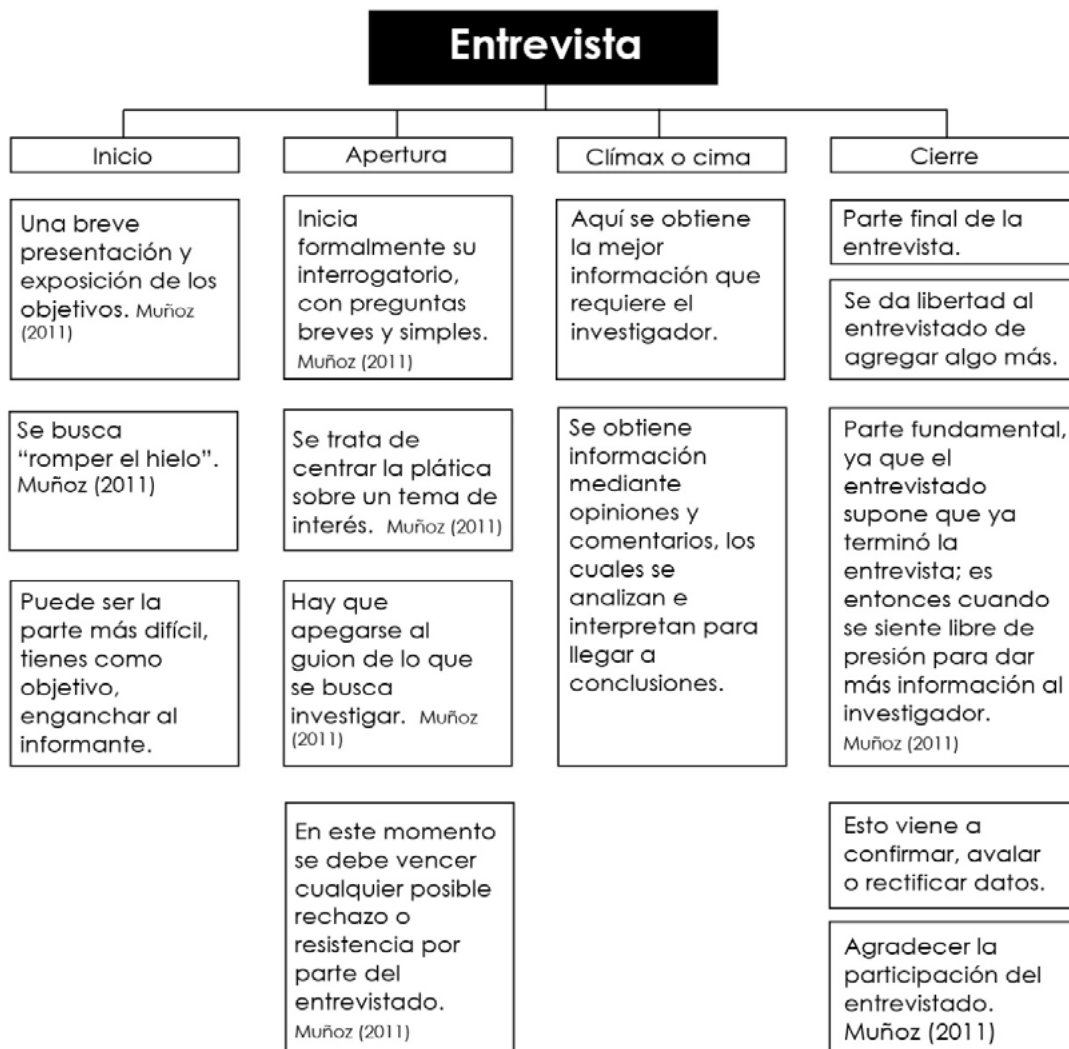 Entrevista
Inicio
Una breve
presentación y
exposición de los
objetivos. Muñoz
(2011)
Se busca
“romper el hielo”.
Muñoz (2011)
Puede ser la
parte más difícil,
tienes como
objetivo,
enganchar al
informante.
Apertura
Inicia
formalmente su
interrogatorio,
con preguntas
breves y simples.
Muñoz (2011)
Se trata de
centrar la plática
sobre un tema de
interés. Muñoz (2011)
Hay que
apegarse al
guion de lo que
se busca
investigar. Muñoz
(2011)
En este momento
se debe vencer
cualquier posible
rechazo o
resistencia por
parte del
entrevistado.
Muñoz (2011)
Clímax o cima
Aquí se obtiene
la mejor
información que
requiere el
investigador.
Se obtiene
información
mediante
opiniones y
comentarios, los
cuales se
analizan e
interpretan para
llegar a
conclusiones.
Cierre
Parte final de la
entrevista.
Se da libertad al
entrevistado de
agregar algo más.
Parte fundamental,
ya que el
entrevistado
supone que ya
terminó la
entrevista; es
entonces cuando
se siente libre de
presión para dar
más información al
investigador.
Muñoz (2011)
Esto viene a
confirmar, avalar
o rectificar datos.
Agradecer la
participación del
entrevistado.
Muñoz (2011)